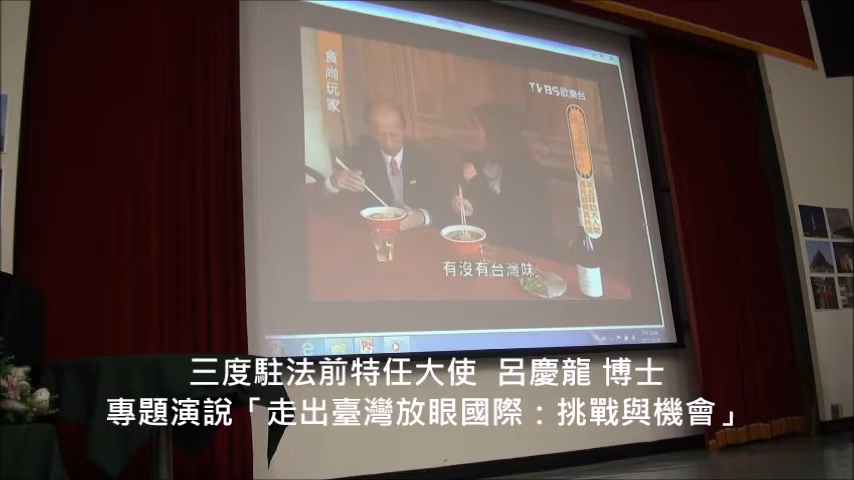 食尚玩家
TVBS歡樂台
有沒有台灣味
三度駐法前特任大使 呂慶龍 博士
專題演說「走出臺灣放眼國際：挑戰與機會」